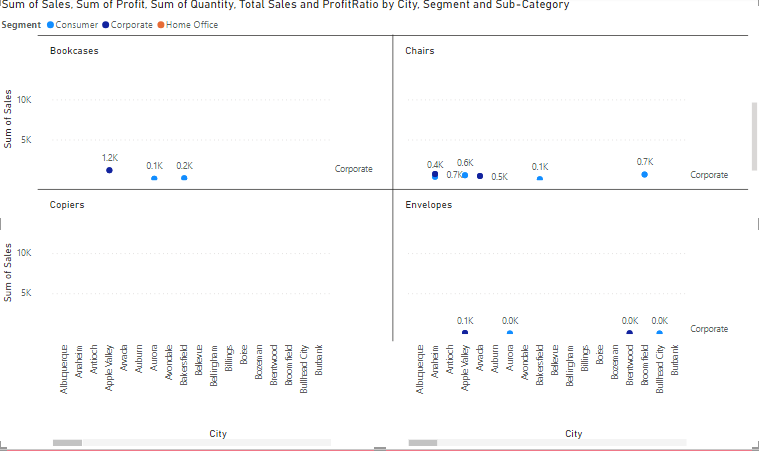 Sum of Sales, Sum of Profit, Sum of Quantity, Total Sales and ProfitRatio by City, Segment and Sub-Category
Segment Consumer Corporate Home Office
Bookcases
Sum of Sales
10K
5K
1.2K
0.1K
0.2K
Corporate
Chairs
0.4K
0.7K
0.6K
0.5K
0.1K
0.7K
Corporate
Copiers
Sum of Sales
10K
5K
Envelopes
0.1K
0.0K
0.0K
0.0K
Corporate
Albuquerque
Anaheim
Antioch
Apple Valley
Arvada
Auburn
Aurora
Avondale
Bakersfield
Bellevue
Bellingham
Billings
Boise
Bozeman
Brentwood
Broomfield
Bullhead City
Burbank
City
Albuquerque
Anaheim
Antioch
Apple Valley
Arvada
Auburn
Aurora
Avondale
Bakersfield
Bellevue
Bellingham
Billings
Boise
Bozeman
Brentwood
Broomfield
Bullhead City
Burbank
City